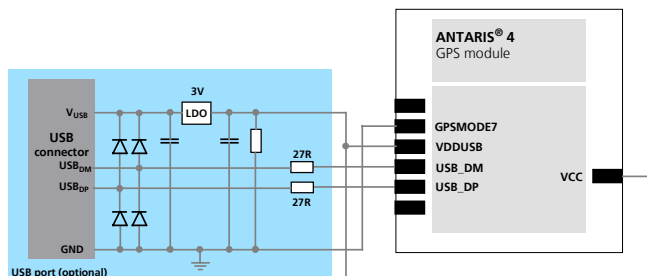 ANTARIS® 4
GPS module
3V
VUSB
LDO
USB
connector
USBDM
USBDP
27R
27R
GND
USB port (optional)
GPSMODE7
VDDUSB
USB_DM
USB_DP
VCC